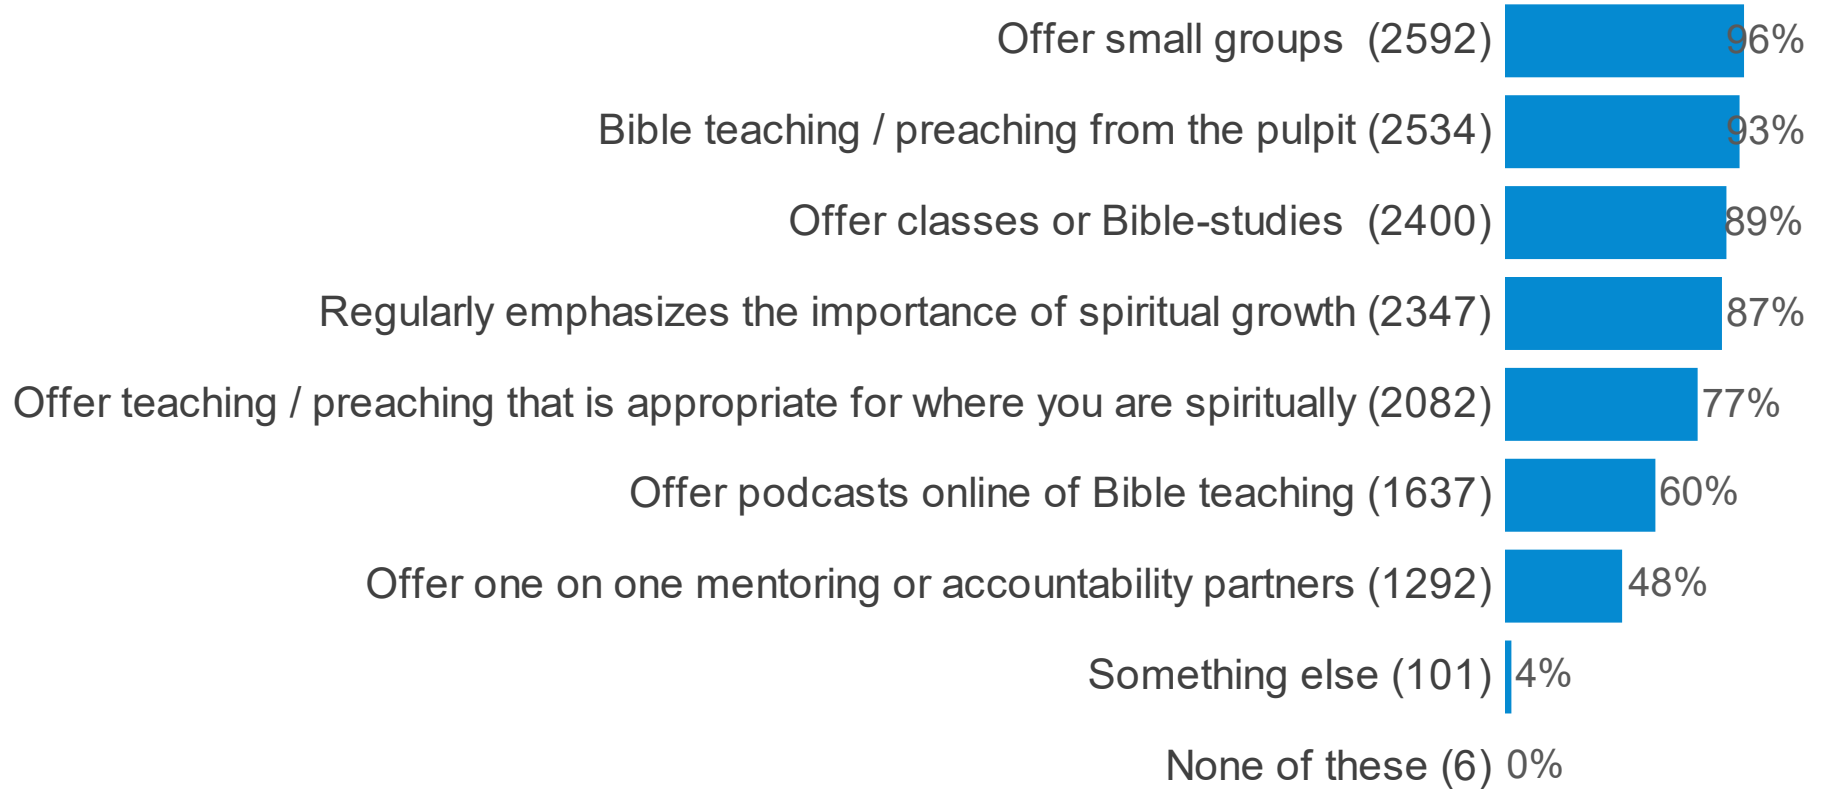 Offer small groups  (2592) 96%
Bible teaching / preaching from the pulpit (2534) 93%
Offer classes or Bible-studies  (2400) 89%
Regularly emphasizes the importance of spiritual growth (2347) 87%
Offer teaching / preaching that is appropriate for where you are spiritually (2082) 77%
Offer podcasts online of Bible teaching (1637) 60%
Offer one on one mentoring or accountability partners (1292) 48%
Something else (101) 4%
None of these (6) 0%